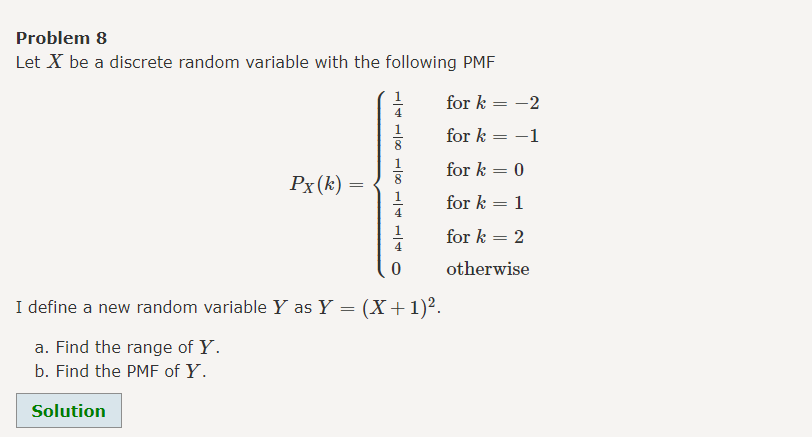 Problem 8
Let X be a discrete random variable with the following PMF
P_X(k) = {
1/4 for k = −2
1/8 for k = −1
1/8 for k = 0
1/4 for k = 1
1/4 for k = 2
0 otherwise
I define a new random variable Y as Y = (X + 1)².
a. Find the range of Y.
b. Find the PMF of Y.
Solution